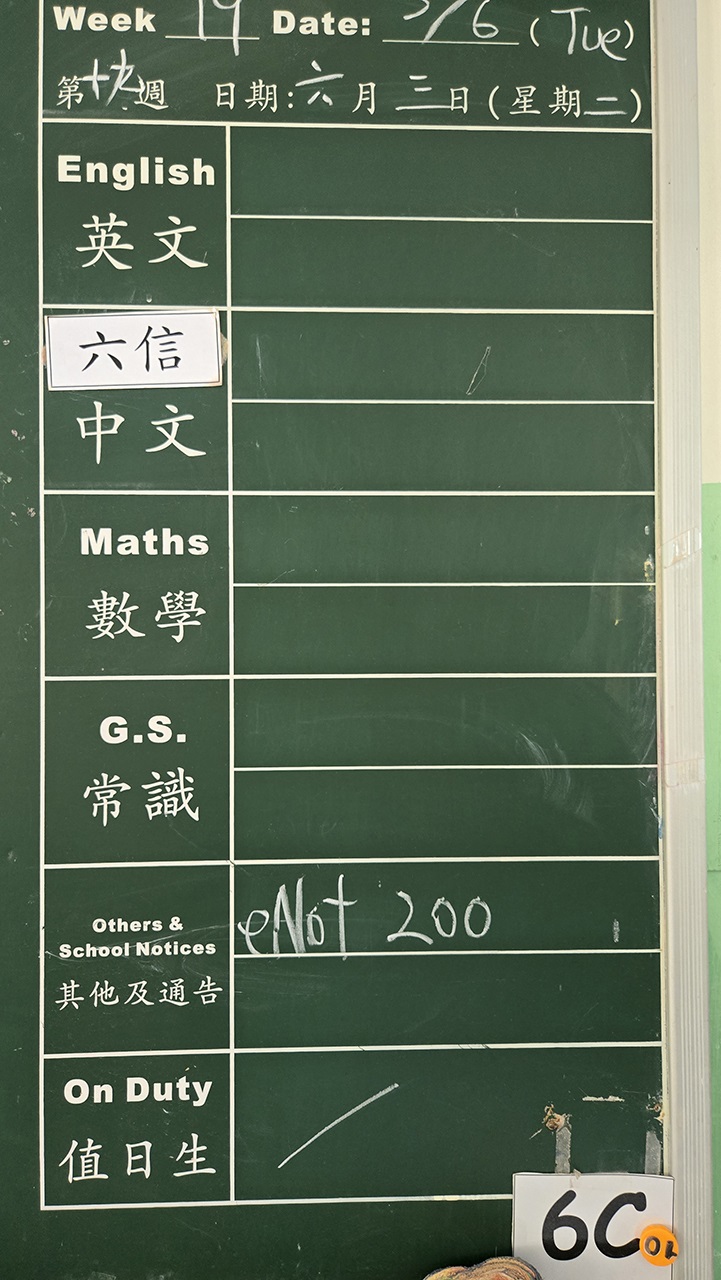 Week 19 Date: 3/6 (Tue)
第十九週 日期:六月三日(星期二)
English
英文
六信
中文
Maths
數學
G.S.
常識
Others &
School Notices
其他及通告
eNot 200
On Duty
值日生
6C